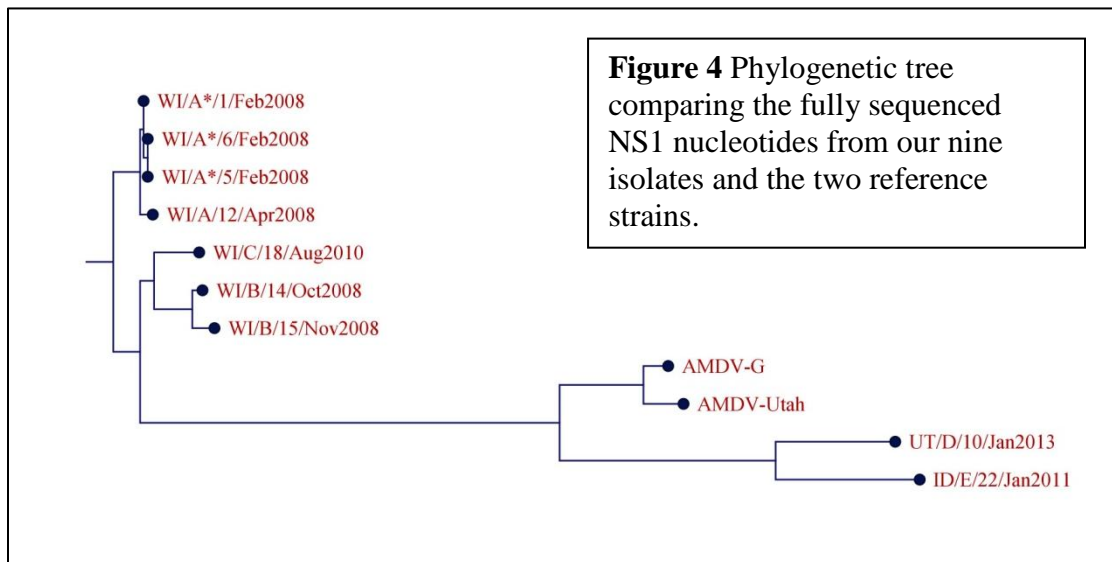 Figure 4 Phylogenetic tree
comparing the fully sequenced
NS1 nucleotides from our nine
isolates and the two reference
strains.
WI/A*/1/Feb2008
WI/A*/6/Feb2008
WI/A*/5/Feb2008
WI/A/12/Apr2008
WI/C/18/Aug2010
WI/B/14/Oct2008
WI/B/15/Nov2008
AMDV-G
AMDV-Utah
UT/D/10/Jan2013
ID/E/22/Jan2011